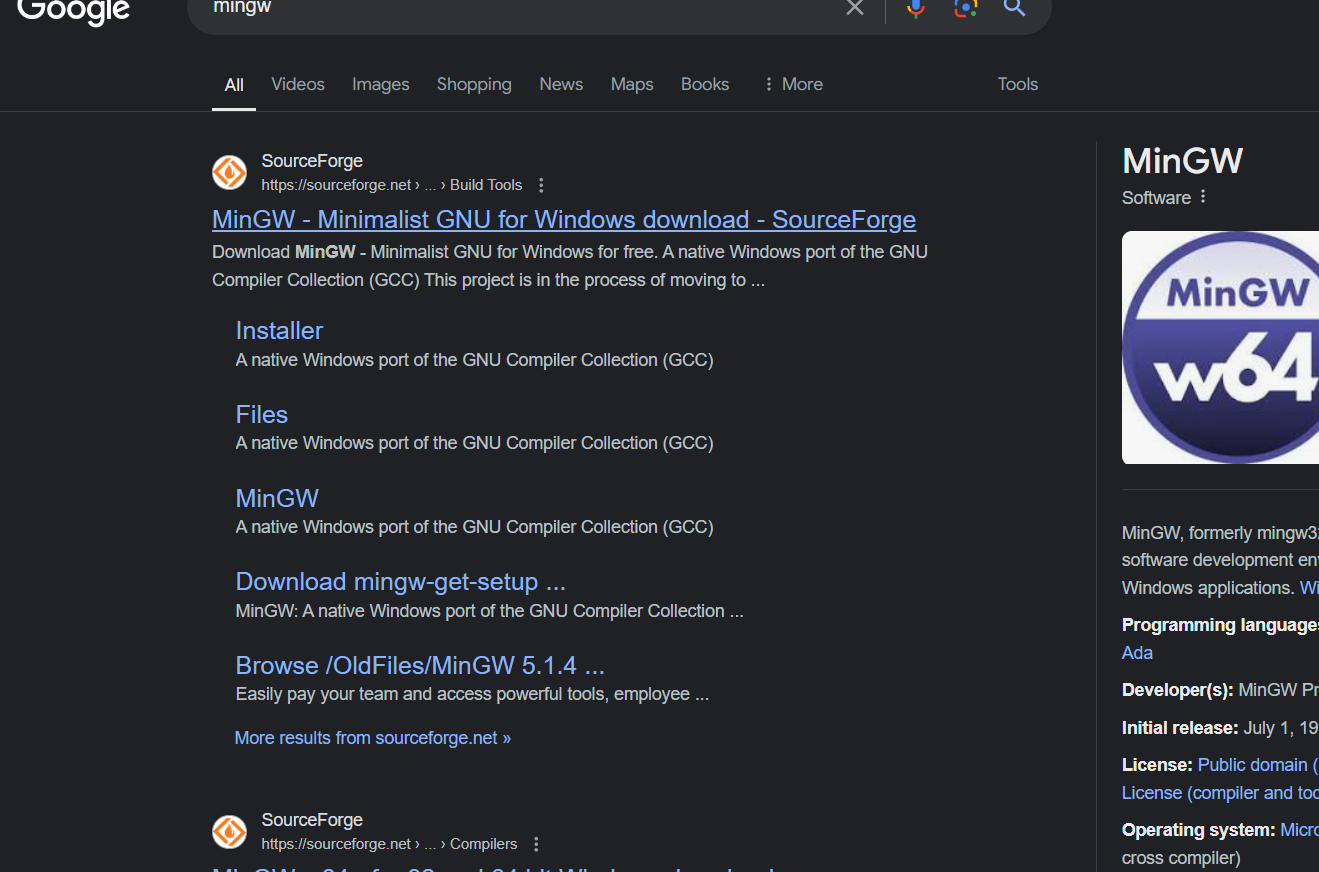 Google
mingw
All
Videos
Images
Shopping
News
Maps
Books
More
Tools
SourceForge
https://sourceforge.net › ... › Build Tools
MinGW - Minimalist GNU for Windows download - SourceForge
Download MinGW - Minimalist GNU for Windows for free. A native Windows port of the GNU
Compiler Collection (GCC) This project is in the process of moving to ...
Installer
A native Windows port of the GNU Compiler Collection (GCC)
Files
A native Windows port of the GNU Compiler Collection (GCC)
MinGW
A native Windows port of the GNU Compiler Collection (GCC)
Download mingw-get-setup ...
MinGW: A native Windows port of the GNU Compiler Collection ...
Browse /OldFiles/MinGW 5.1.4 ...
Easily pay your team and access powerful tools, employee ...
More results from sourceforge.net »
SourceForge
https://sourceforge.net › ... › Compilers
MinGW
Software
MinGW
w64
MinGW, formerly mingw32
software development
Windows applications.
Programming languages
Ada
Developer(s): MinGW
Initial release: July 1,
License: Public domain (
License (compiler and
Operating system:
cross compiler)